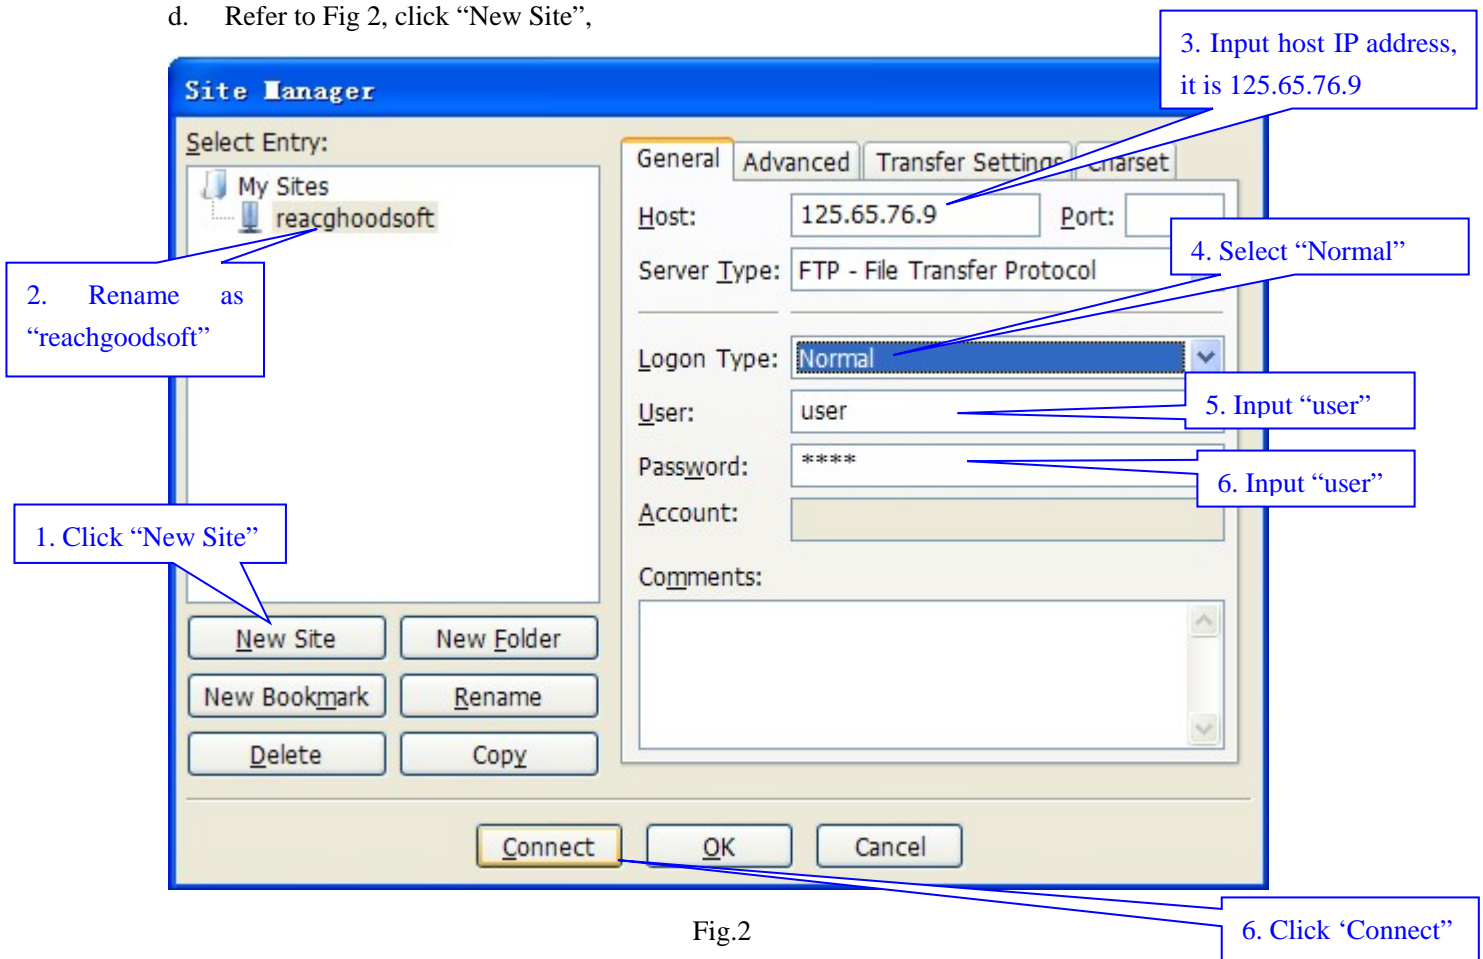 d. Refer to Fig 2, click “New Site”,
3. Input host IP address,
it is 125.65.76.9
Site Manager
Select Entry:
My Sites
reacghoodsoft
General Advanced Transfer Settings Charset
Host: 125.65.76.9 Port:
4. Select “Normal”
Server Type: FTP - File Transfer Protocol
2. Rename as
“reachgoodsoft”
Logon Type: Normal
User: user
5. Input “user”
Password: ****
6. Input “user”
Account:
1. Click “New Site”
Comments:
New Site New Folder
New Bookmark Rename
Delete Copy
Connect OK Cancel
Fig.2
6. Click ‘Connect”